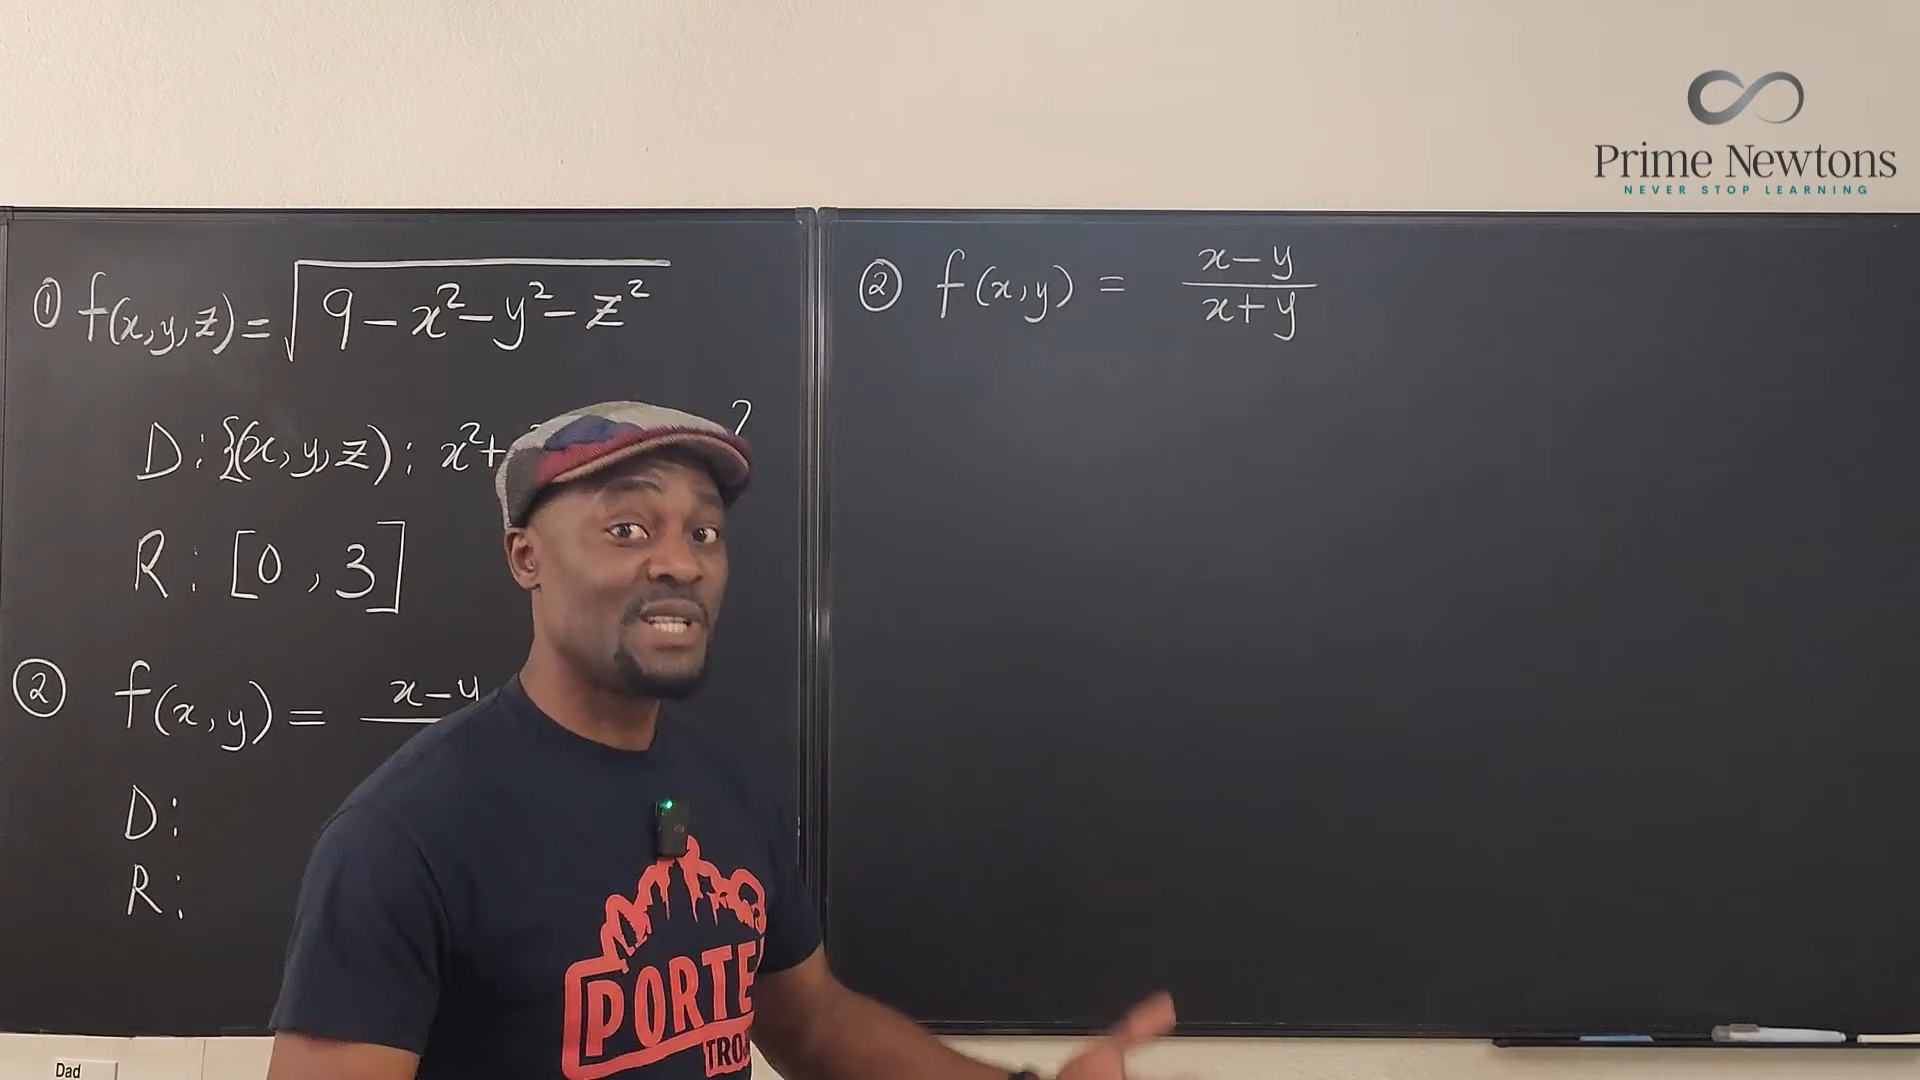 Prime Newtons
NEVER STOP LEARNING
① f(x,y,z) = √(9 − x² − y² − z²)
D: {(x,y,z): x² +
R: [0, 3]
② f(x,y) = x − y
D:
R:
② f(x,y) = (x − y)/(x + y)
PORTE
Dad